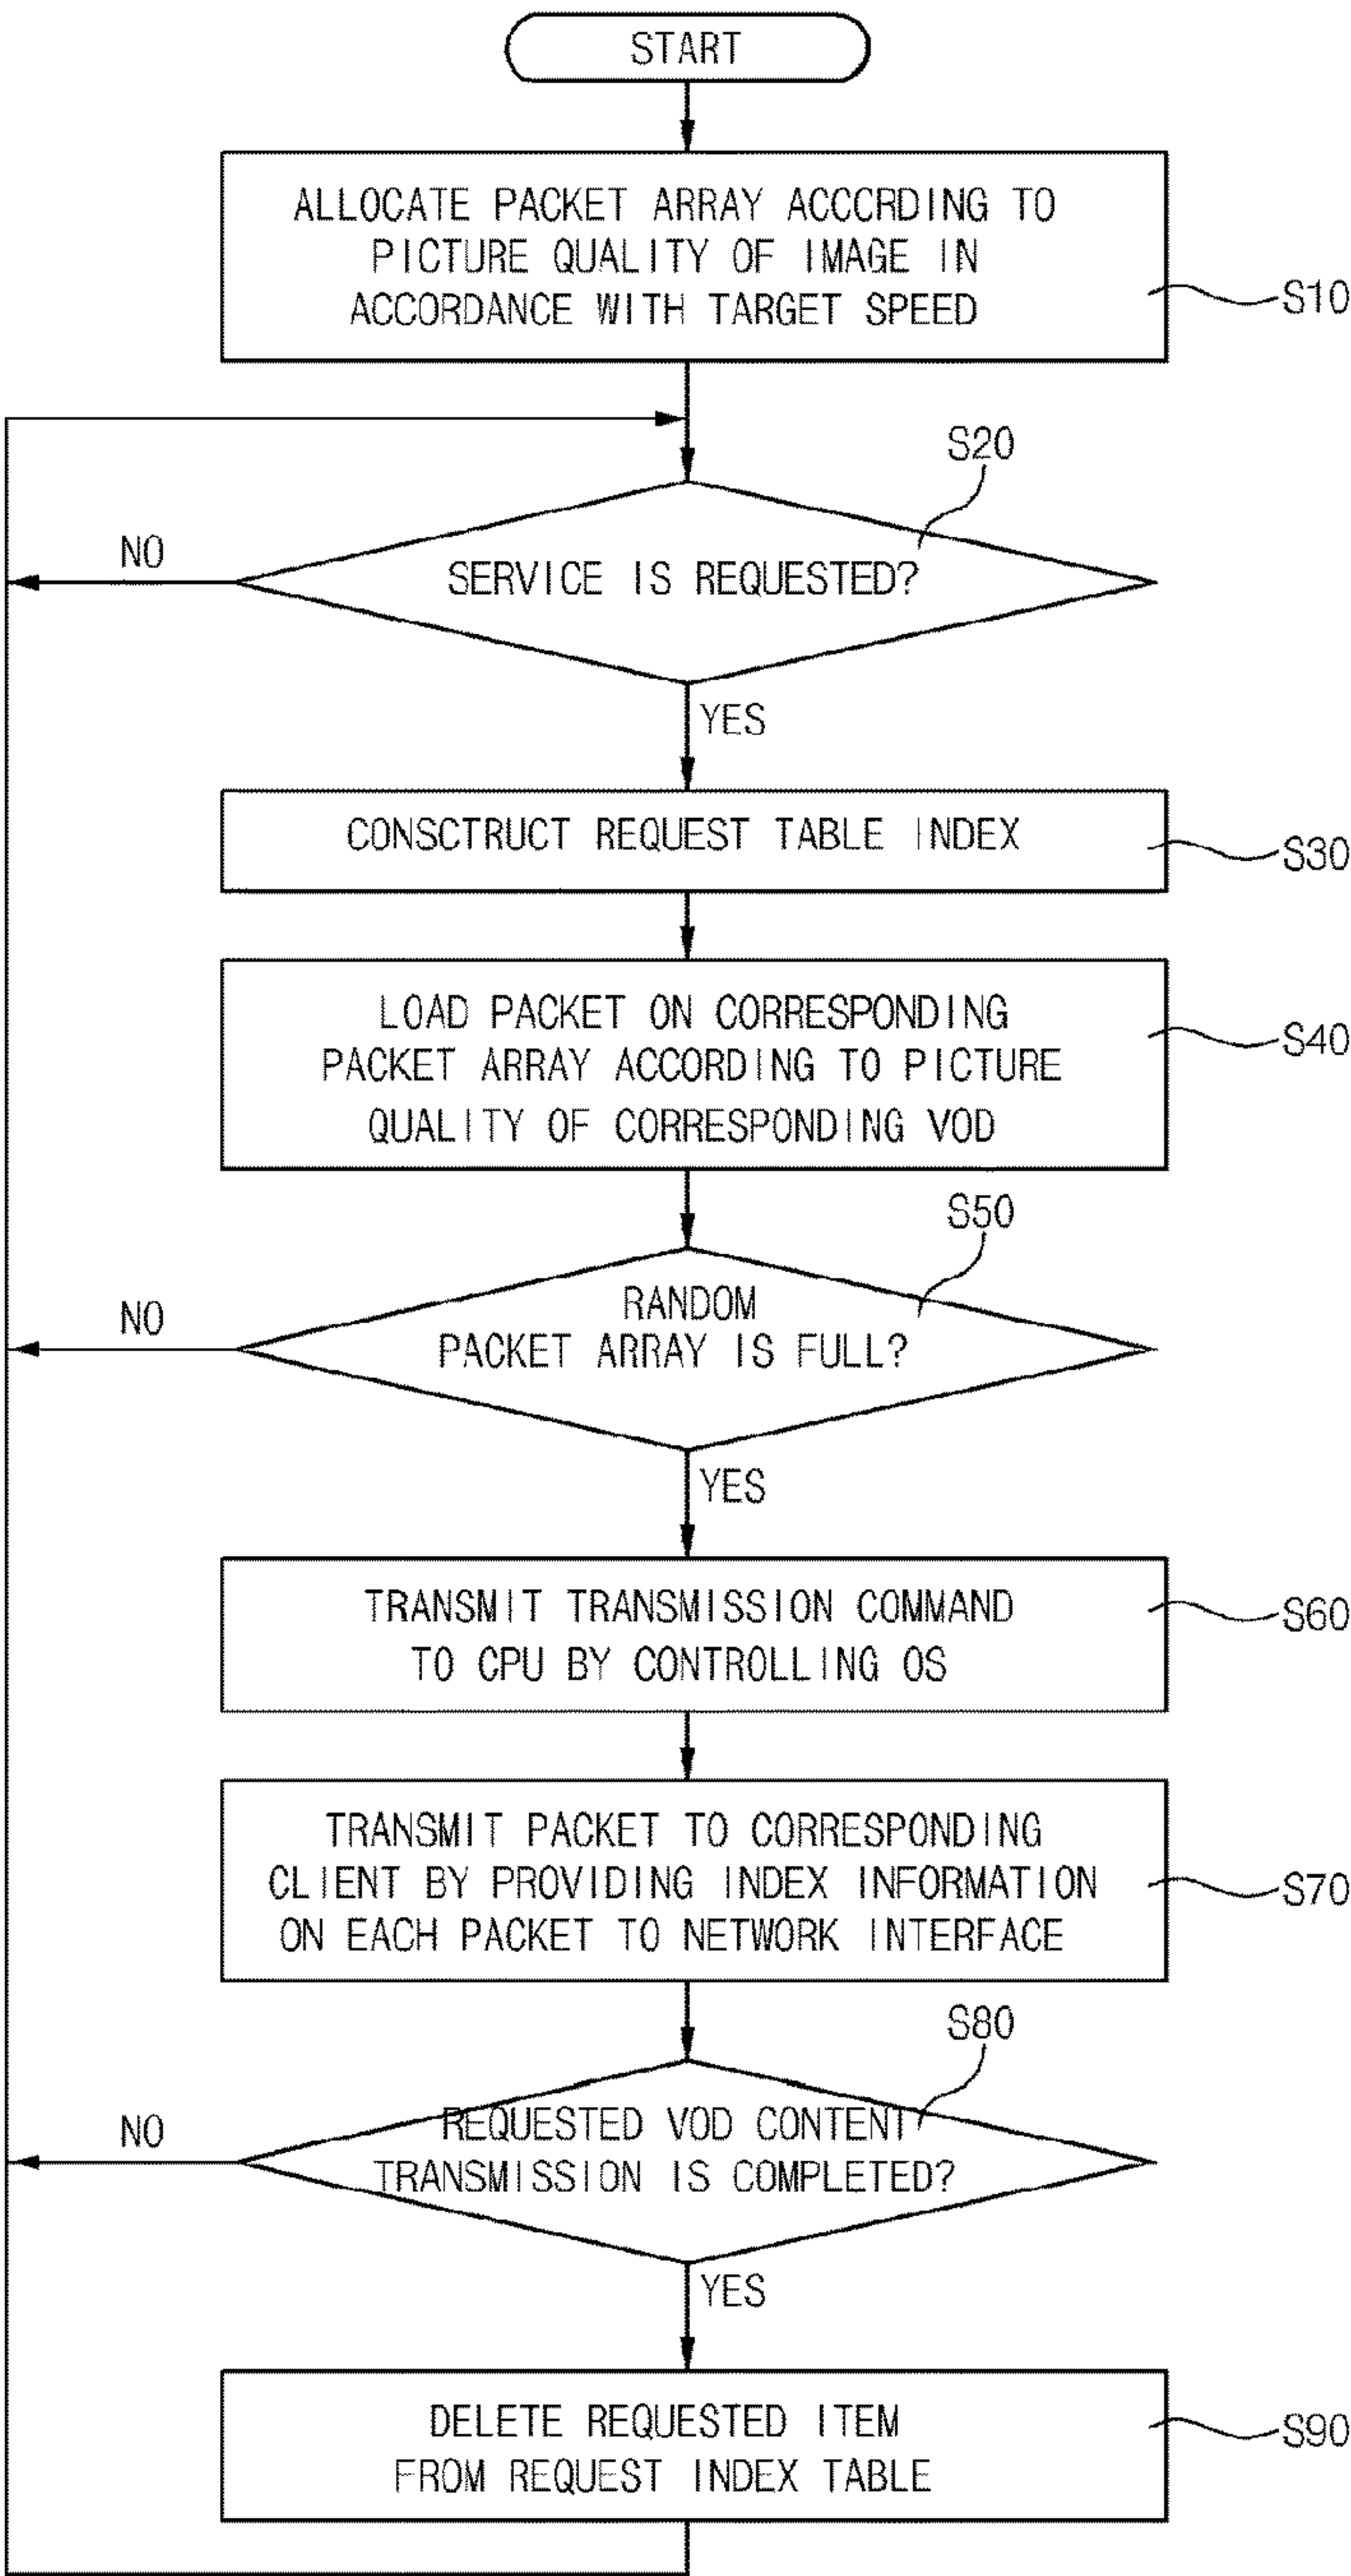 START
ALLOCATE PACKET ARRAY ACCCRDING TO
PICTURE QUALITY OF IMAGE IN
ACCORDANCE WITH TARGET SPEED
S10
S20
NO
SERVICE IS REQUESTED?
YES
CONSCTRUCT REQUEST TABLE INDEX
S30
LOAD PACKET ON CORRESPONDING
PACKET ARRAY ACCORDING TO PICTURE
QUALITY OF CORRESPONDING VOD
S40
S50
NO
RANDOM
PACKET ARRAY IS FULL?
YES
TRANSMIT TRANSMISSION COMMAND
TO CPU BY CONTROLLING OS
S60
TRANSMIT PACKET TO CORRESPONDING
CLIENT BY PROVIDING INDEX INFORMATION
ON EACH PACKET TO NETWORK INTERFACE
S70
S80
NO
REQUESTED VOD CONTENT
TRANSMISSION IS COMPLETED?
YES
DELETE REQUESTED ITEM
FROM REQUEST INDEX TABLE
S90